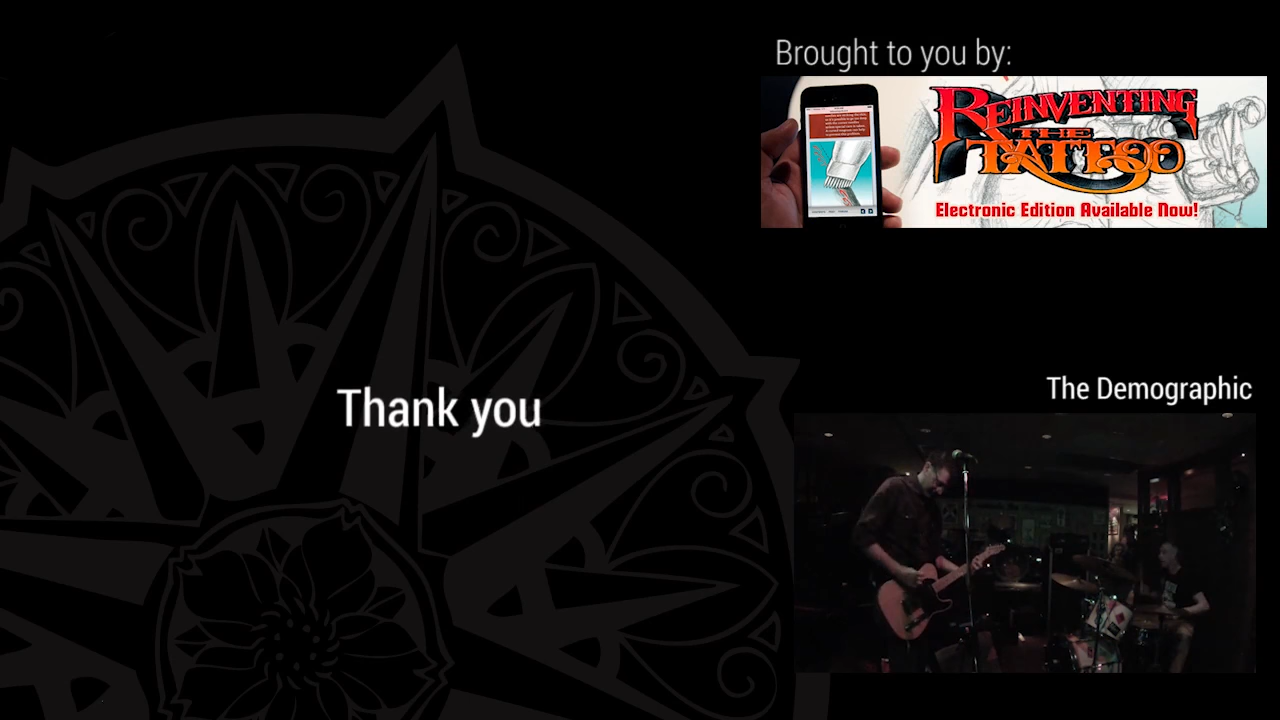 Brought to you by:
REINVENTING
THE
TATTOO
Electronic Edition Available Now!
Thank you
The Demographic